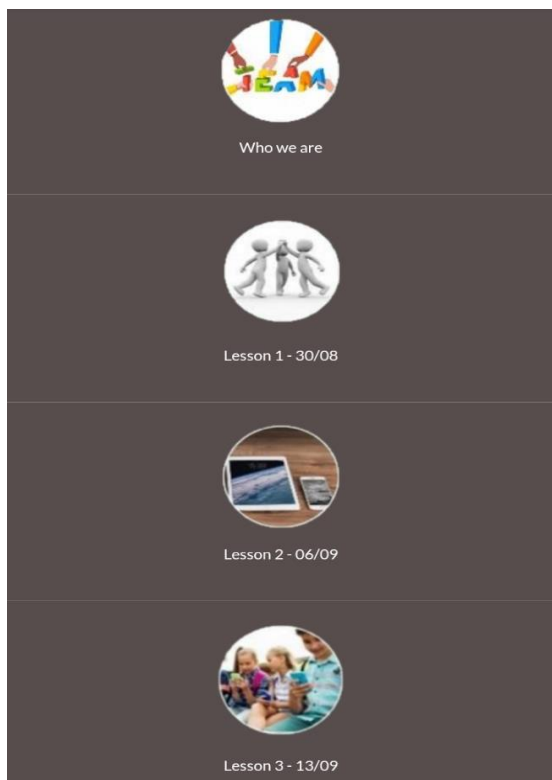 TEAM
Who we are
Lesson 1 - 30/08
Lesson 2 - 06/09
Lesson 3 - 13/09